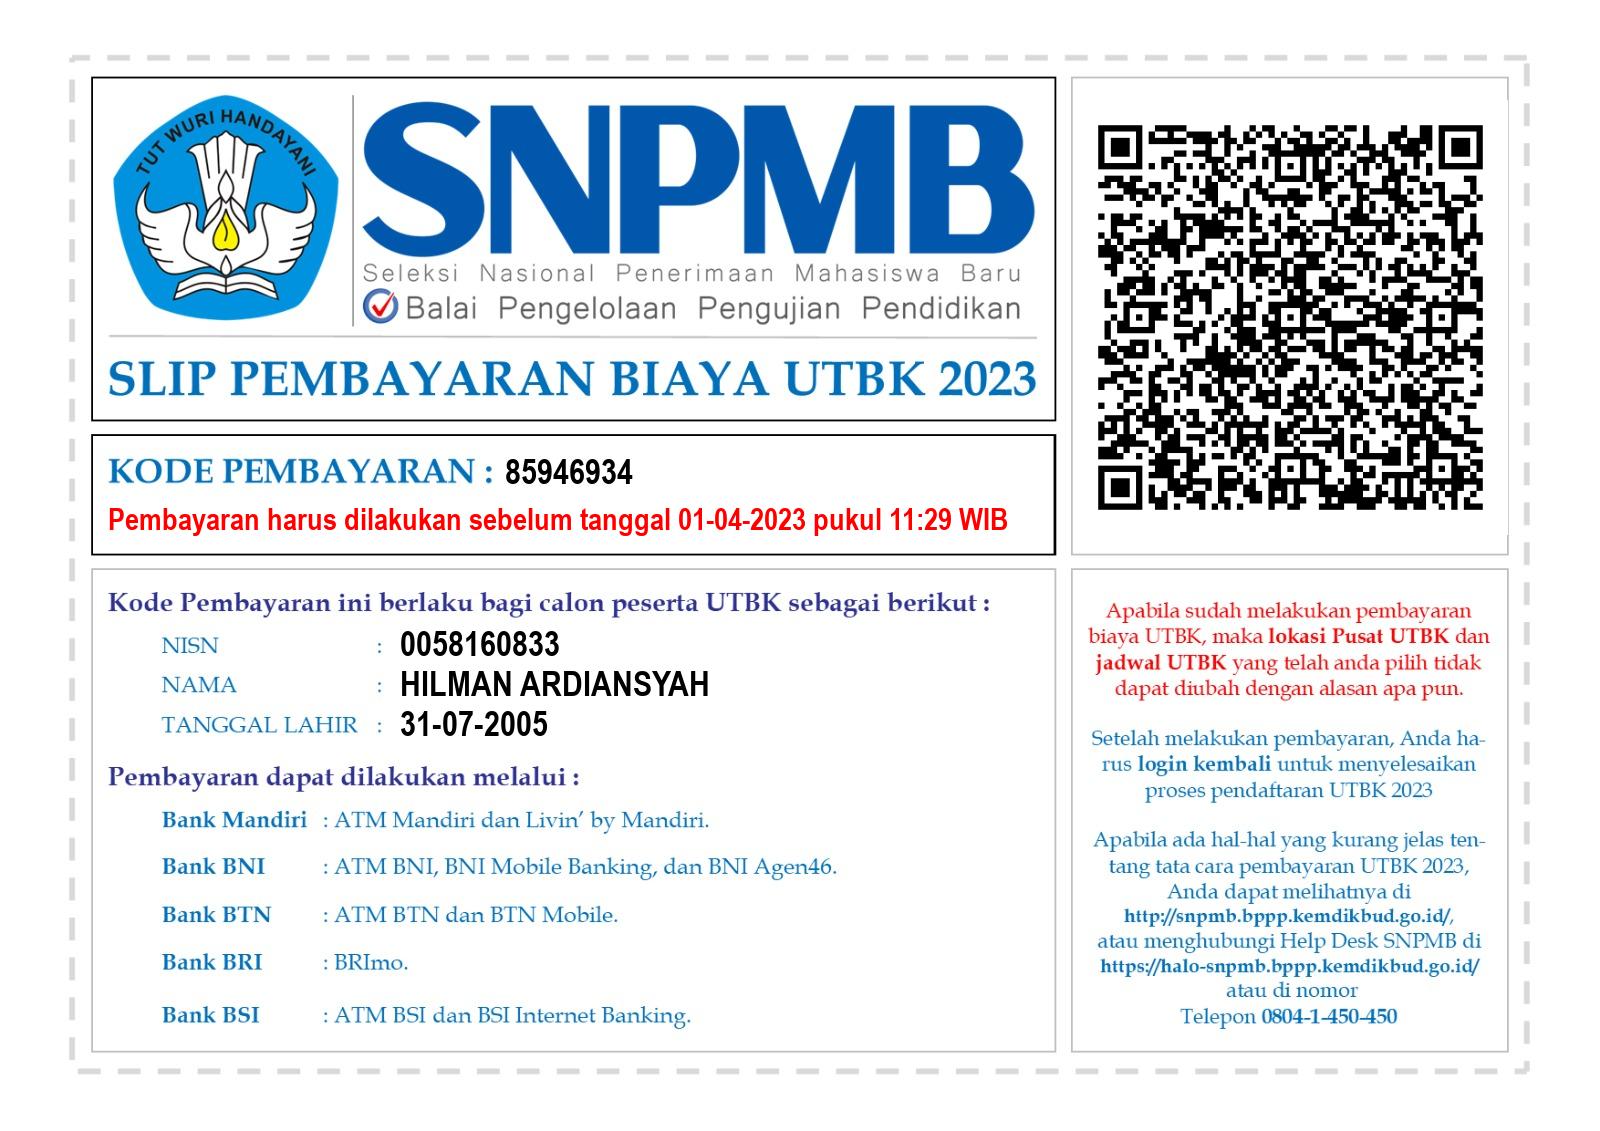 TUT WURI HANDAYANI
SNPMB
Seleksi Nasional Penerimaan Mahasiswa Baru
Balai Pengelolaan Pengujian Pendidikan
SLIP PEMBAYARAN BIAYA UTBK 2023
KODE PEMBAYARAN : 85946934
Pembayaran harus dilakukan sebelum tanggal 01-04-2023 pukul 11:29 WIB
Kode Pembayaran ini berlaku bagi calon peserta UTBK sebagai berikut :
NISN : 0058160833
NAMA : HILMAN ARDIANSYAH
TANGGAL LAHIR : 31-07-2005
Pembayaran dapat dilakukan melalui :
Bank Mandiri : ATM Mandiri dan Livin’ by Mandiri.
Bank BNI : ATM BNI, BNI Mobile Banking, dan BNI Agen46.
Bank BTN : ATM BTN dan BTN Mobile.
Bank BRI : BRImo.
Bank BSI : ATM BSI dan BSI Internet Banking.
Apabila sudah melakukan pembayaran
biaya UTBK, maka lokasi Pusat UTBK dan
jadwal UTBK yang telah anda pilih tidak
dapat diubah dengan alasan apa pun.
Setelah melakukan pembayaran, Anda ha-
rus login kembali untuk menyelesaikan
proses pendaftaran UTBK 2023
Apabila ada hal-hal yang kurang jelas ten-
tang tata cara pembayaran UTBK 2023,
Anda dapat melihatnya di
http://snpmb.bppp.kemdikbud.go.id/,
atau menghubungi Help Desk SNPMB di
https://halo-snpmb.bppp.kemdikbud.go.id/
atau di nomor
Telepon 0804-1-450-450